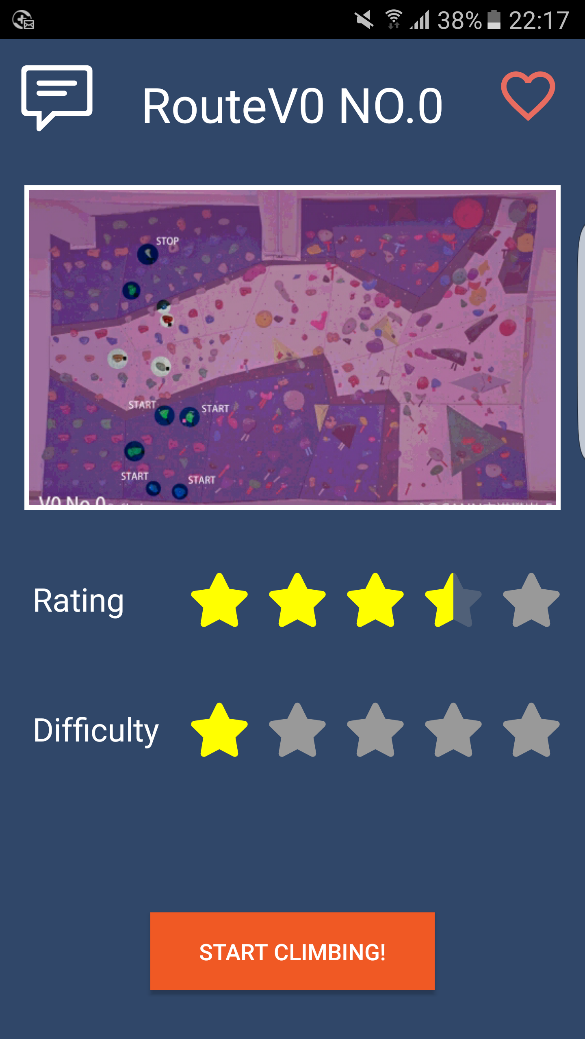 38% 22:17
RouteV0 NO.0
STOP
START
START
START
START
V0 No.0
Rating
Difficulty
START CLIMBING!